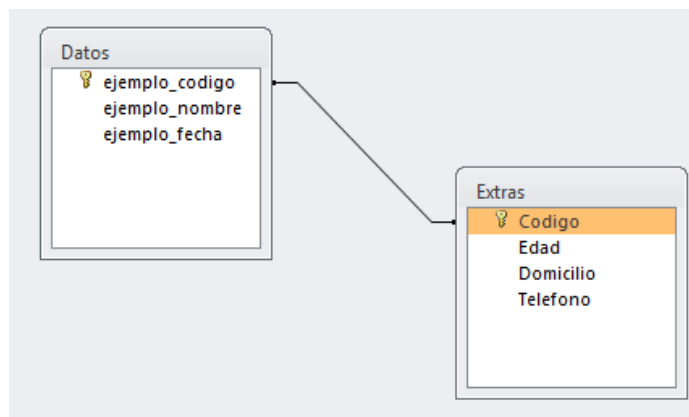 Datos
ejemplo_codigo
ejemplo_nombre
ejemplo_fecha
Extras
Codigo
Edad
Domicilio
Telefono